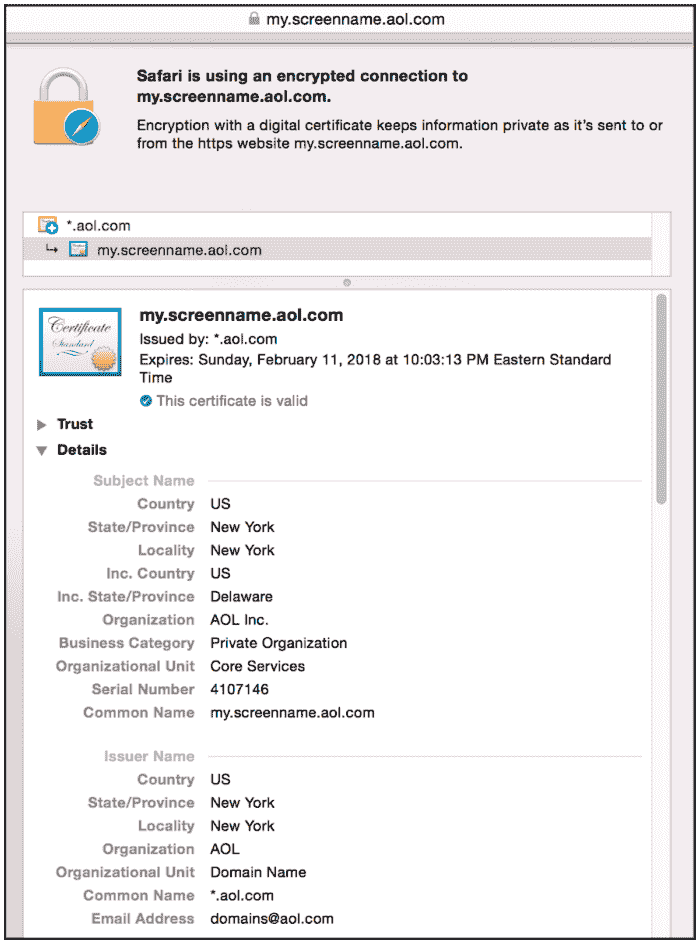 my.screenname.aol.com
Safari is using an encrypted connection to
my.screenname.aol.com.
Encryption with a digital certificate keeps information private as it's sent to or
from the https website my.screenname.aol.com.
*.aol.com
my.screenname.aol.com
Certificate
Standard
my.screenname.aol.com
Issued by: *.aol.com
Expires: Sunday, February 11, 2018 at 10:03:13 PM Eastern Standard
Time
This certificate is valid
Trust
Details
Subject Name
Country US
State/Province New York
Locality New York
Inc. Country US
Inc. State/Province Delaware
Organization AOL Inc.
Business Category Private Organization
Organizational Unit Core Services
Serial Number 4107146
Common Name my.screenname.aol.com
Issuer Name
Country US
State/Province New York
Locality New York
Organization AOL
Organizational Unit Domain Name
Common Name *.aol.com
Email Address domains@aol.com